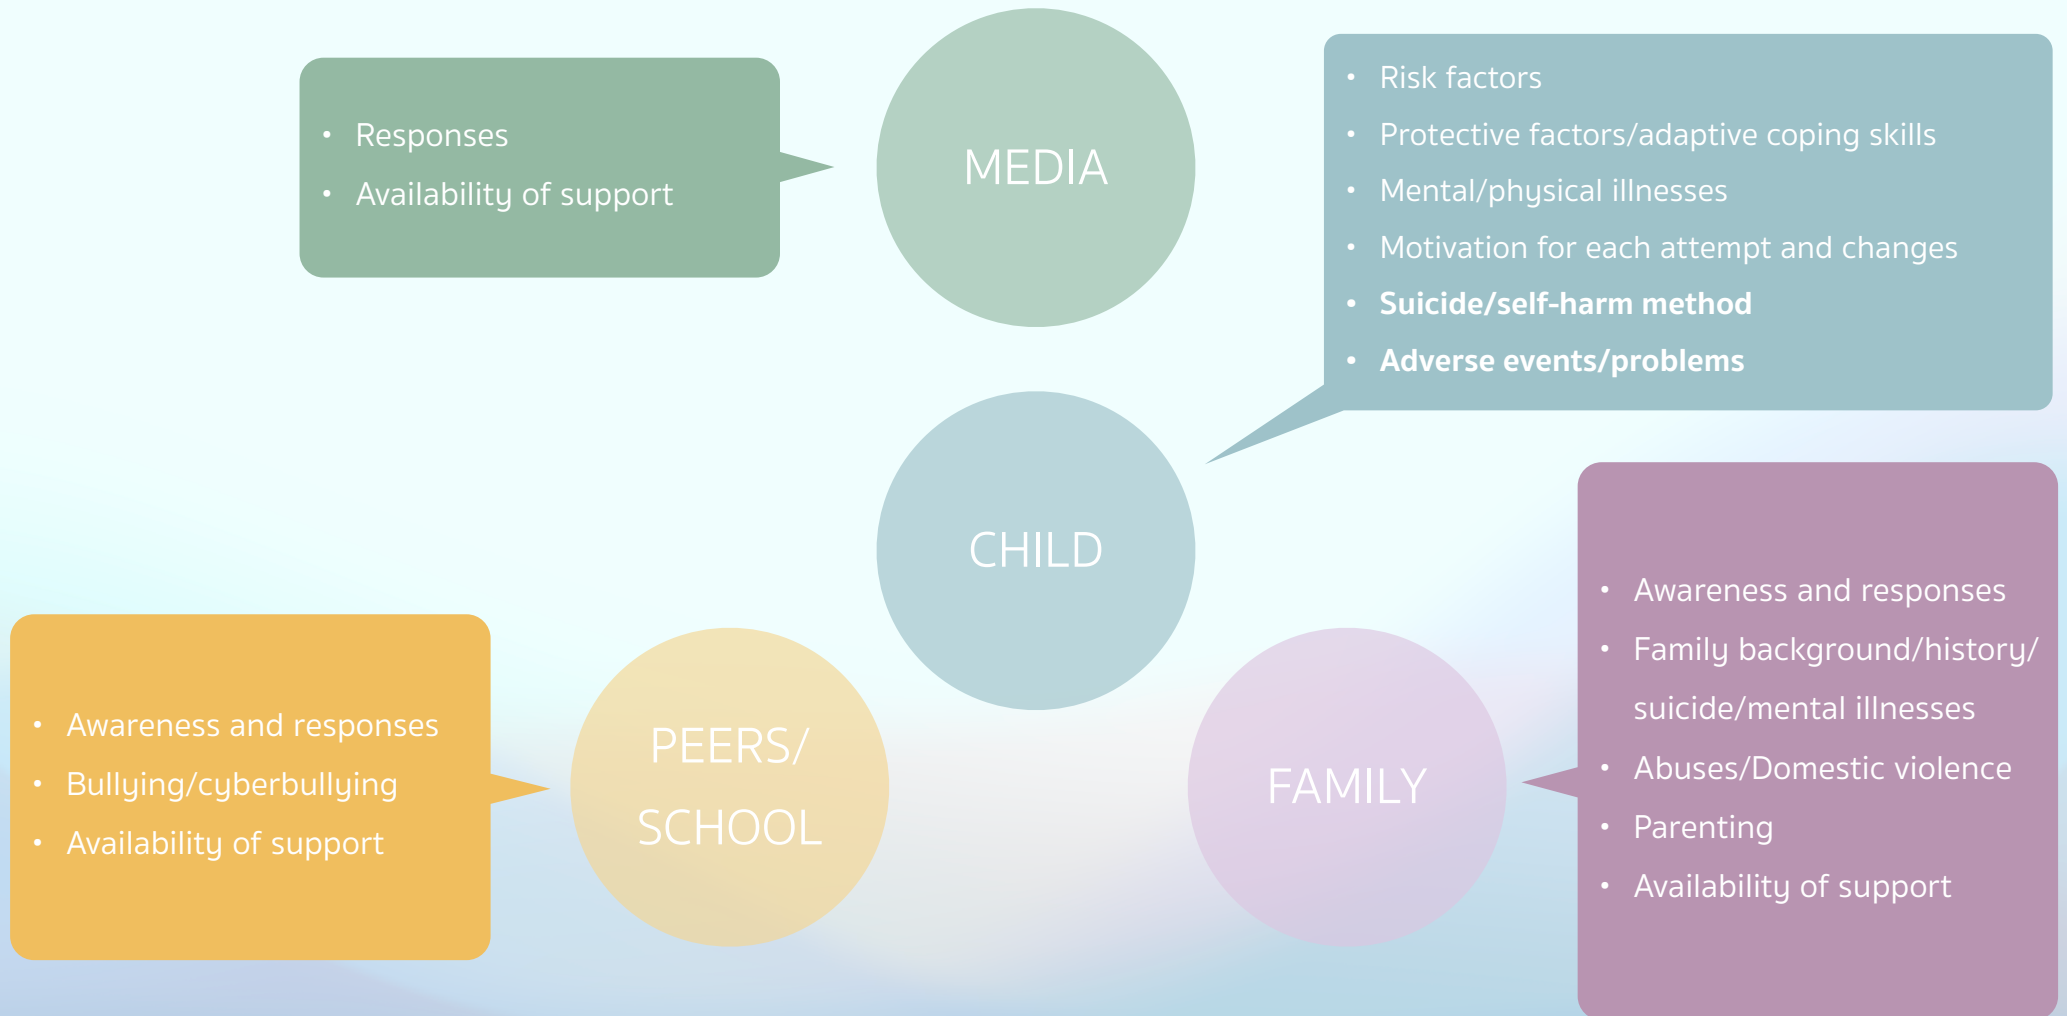 • Responses
• Availability of support
MEDIA
• Risk factors
• Protective factors/adaptive coping skills
• Mental/physical illnesses
• Motivation for each attempt and changes
• Suicide/self-harm method
• Adverse events/problems
CHILD
• Awareness and responses
• Bullying/cyberbullying
• Availability of support
PEERS/
SCHOOL
FAMILY
• Awareness and responses
• Family background/history/
suicide/mental illnesses
• Abuses/Domestic violence
• Parenting
• Availability of support